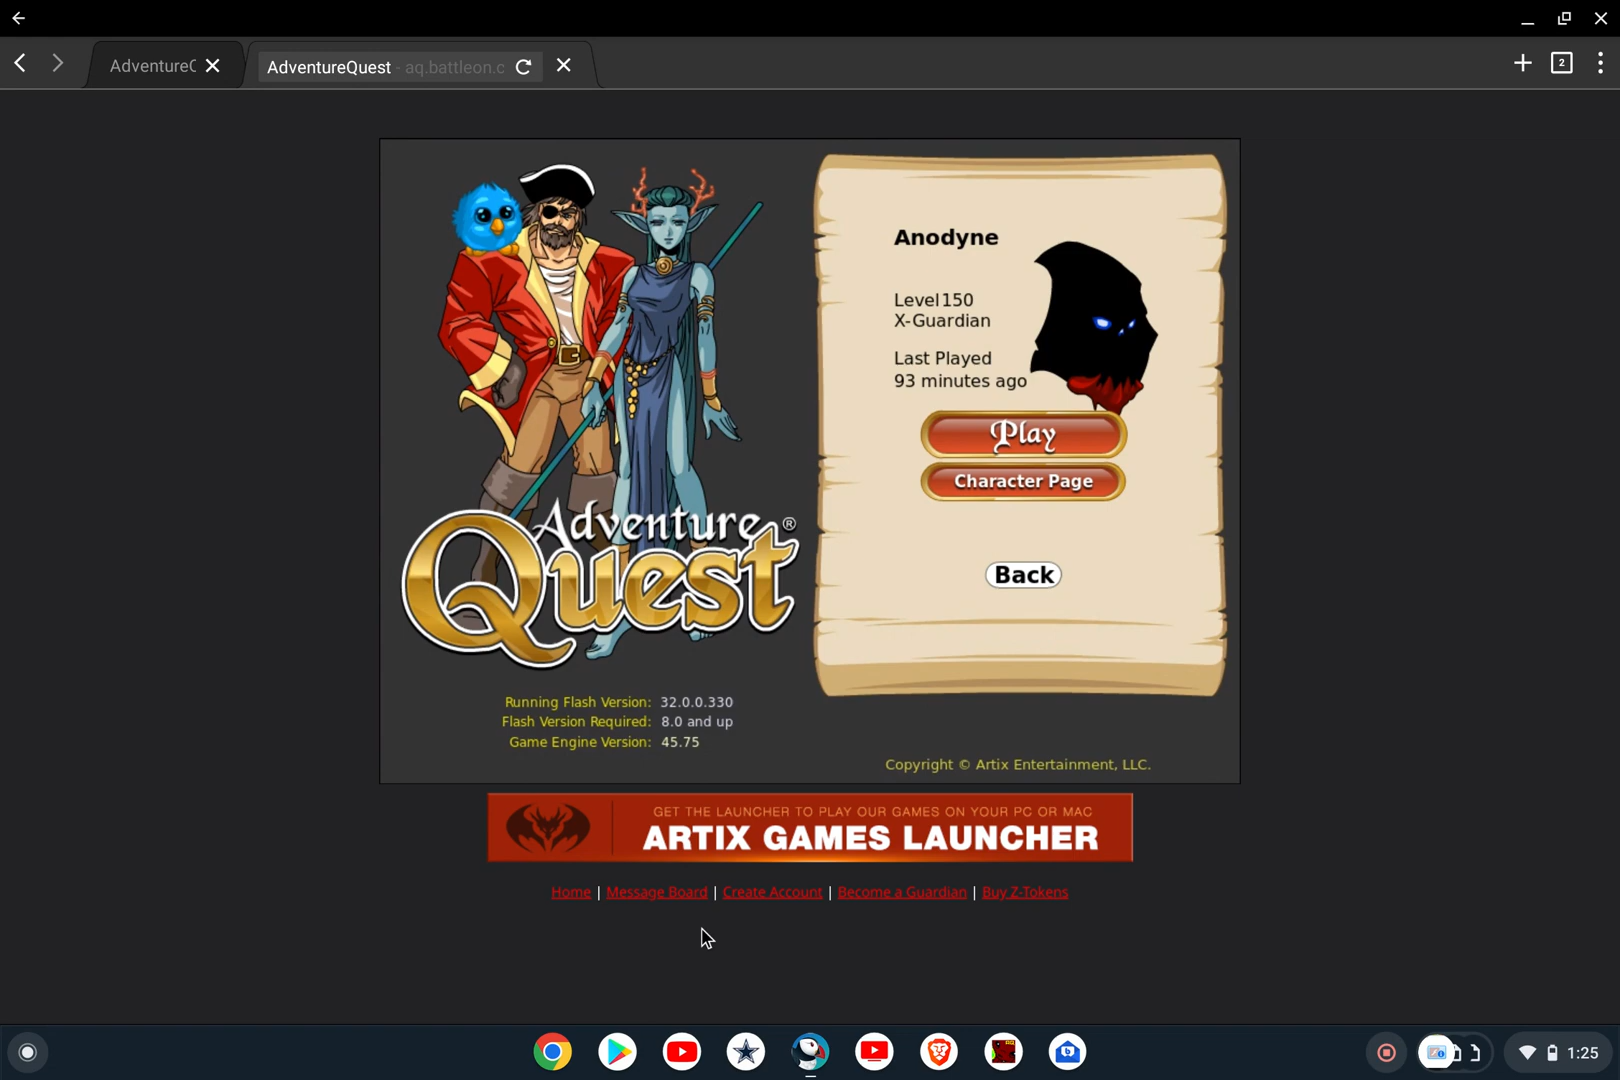 AdventureC
AdventureQuest - aq.battleon.c
2
Anodyne
Level 150
X-Guardian
Last Played
93 minutes ago
Play
Character Page
Back
Adventure
Quest®
Running Flash Version: 32.0.0.330
Flash Version Required: 8.0 and up
Game Engine Version: 45.75
Copyright © Artix Entertainment, LLC.
GET THE LAUNCHER TO PLAY OUR GAMES ON YOUR PC OR MAC
ARTIX GAMES LAUNCHER
Home | Message Board | Create Account | Become a Guardian | Buy Z-Tokens
1:25